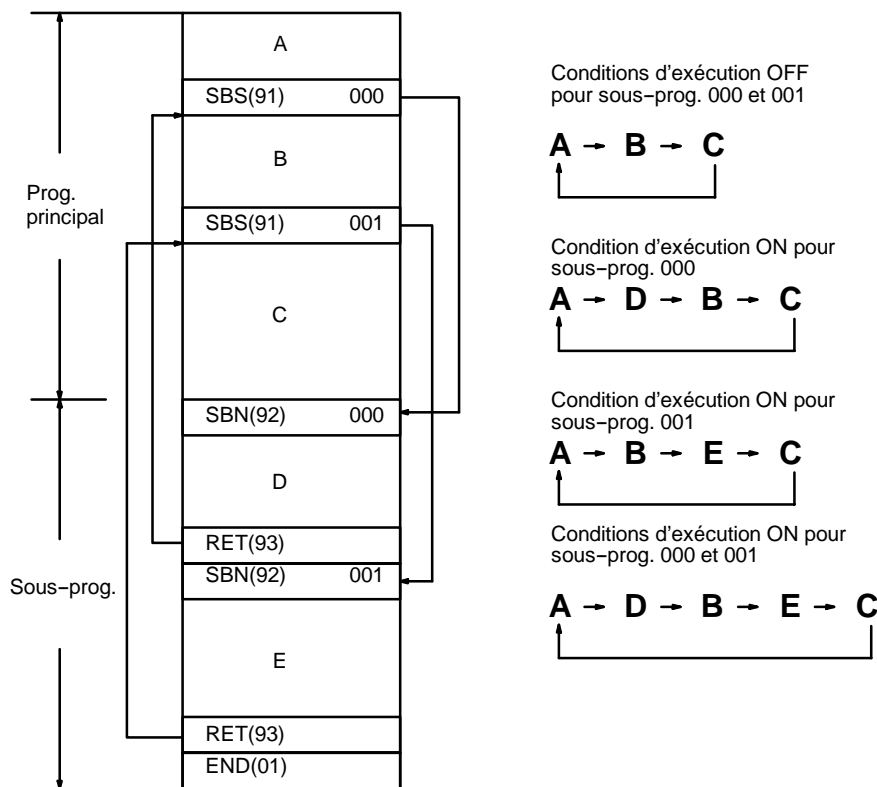 A
SBS(91) 000
B
Prog.
principal
SBS(91) 001
C
SBN(92) 000
D
RET(93)
SBN(92) 001
Sous-prog.
E
RET(93)
END(01)
Conditions d'exécution OFF
pour sous-prog. 000 et 001
A → B → C
Condition d'exécution ON pour
sous-prog. 000
A → D → B → C
Condition d'exécution ON pour
sous-prog. 001
A → B → E → C
Conditions d'exécution ON pour
sous-prog. 000 et 001
A → D → B → E → C